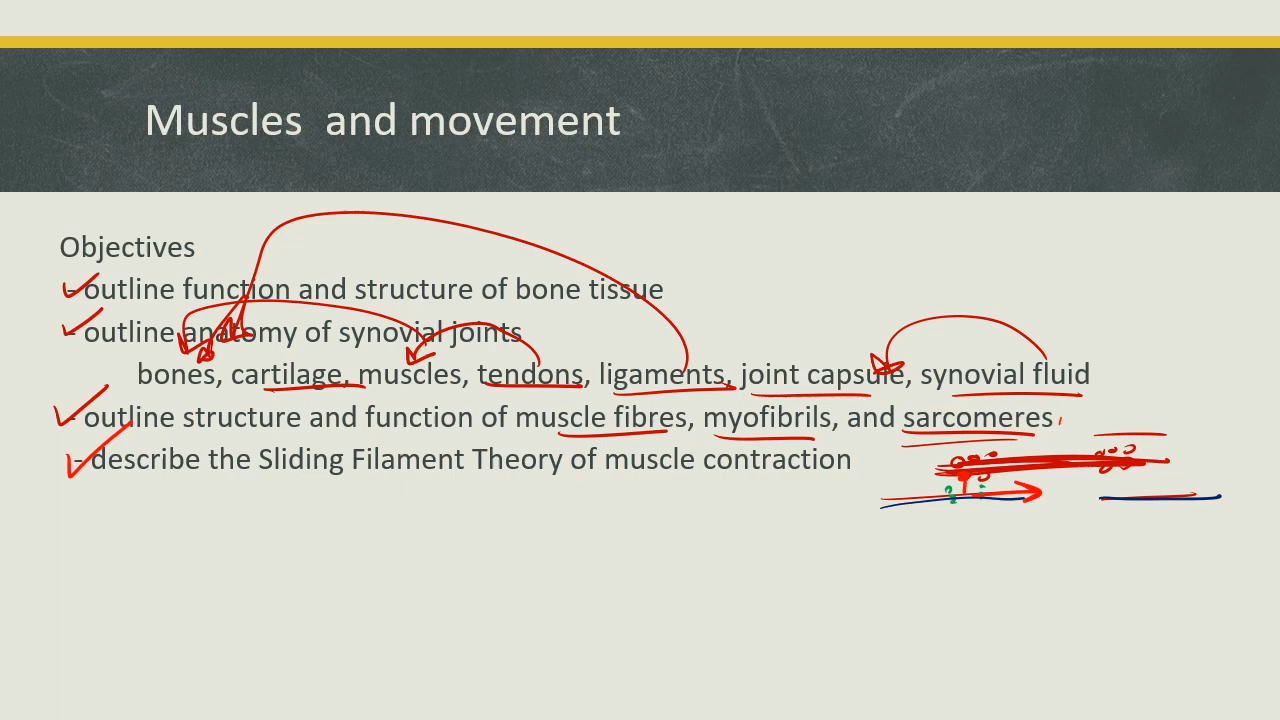 Muscles and movement
Objectives
- outline function and structure of bone tissue
- outline anatomy of synovial joints
bones, cartilage, muscles, tendons, ligaments, joint capsule, synovial fluid
- outline structure and function of muscle fibres, myofibrils, and sarcomeres
- describe the Sliding Filament Theory of muscle contraction